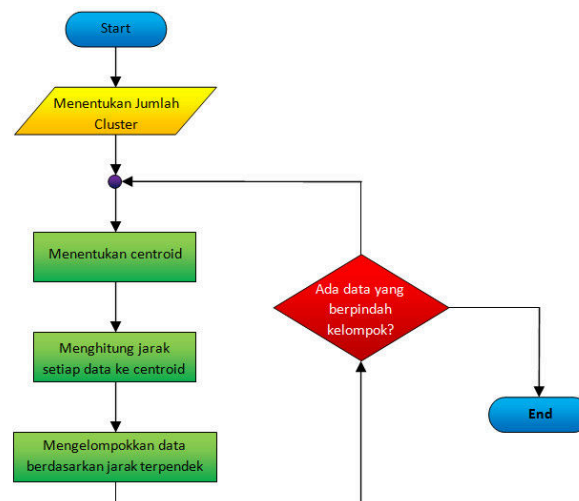 Start
Menentukan Jumlah
Cluster
Menentukan centroid
Menghitung jarak
setiap data ke centroid
Mengelompokkan data
berdasarkan jarak terpendek
Ada data yang
berpindah
kelompok?
End